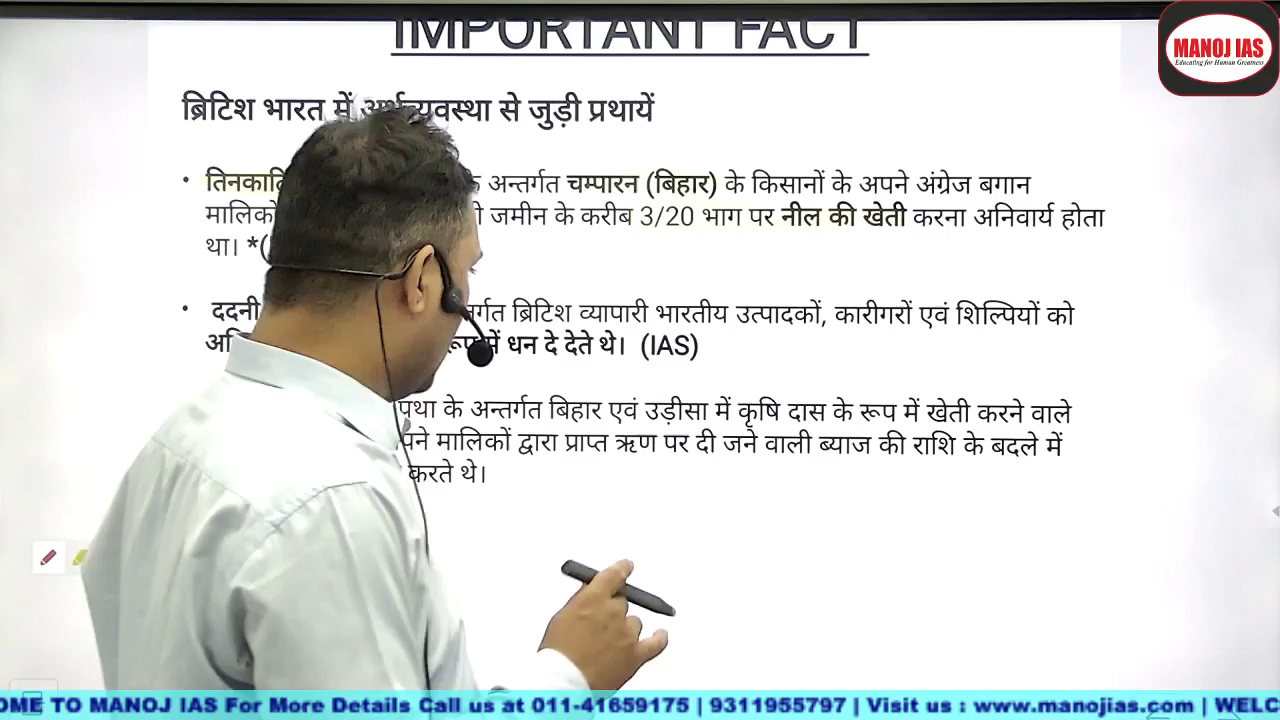 IMPORTANT FACT
MANOJ IAS
Educating for Human Greatness
ब्रिटिश भारत में अर्थव्यवस्था से जुड़ी प्रथायें
• अन्तर्गत चम्पारन (बिहार) के किसानों के अपने अंग्रेज बगान
जमीन के करीब 3/20 भाग पर नील की खेती करना अनिवार्य होता
था। *(
• ददनी ब्रिटिश व्यापारी भारतीय उत्पादकों, कारीगरों एवं शिल्पियों को
में धन दे देते थे। (IAS)
प्रथा के अन्तर्गत बिहार एवं उड़ीसा में कृषि दास के रूप में खेती करने वाले
मालिकों द्वारा प्राप्त ऋण पर दी जने वाली ब्याज की राशि के बदले में
करते थे।
OME TO MANOJ IAS For More Details Call us at 011-41659175 | 9311955797 | Visit us : www.manojias.com | WELC